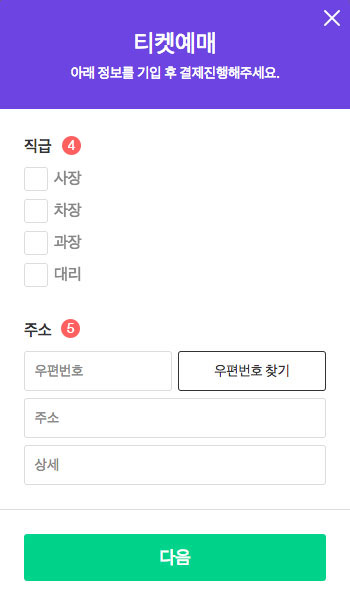 티켓예매
아래 정보를 기입 후 결제진행해주세요.
직급 4
사장
차장
과장
대리
주소 5
우편번호 우편번호 찾기
주소
상세
다음